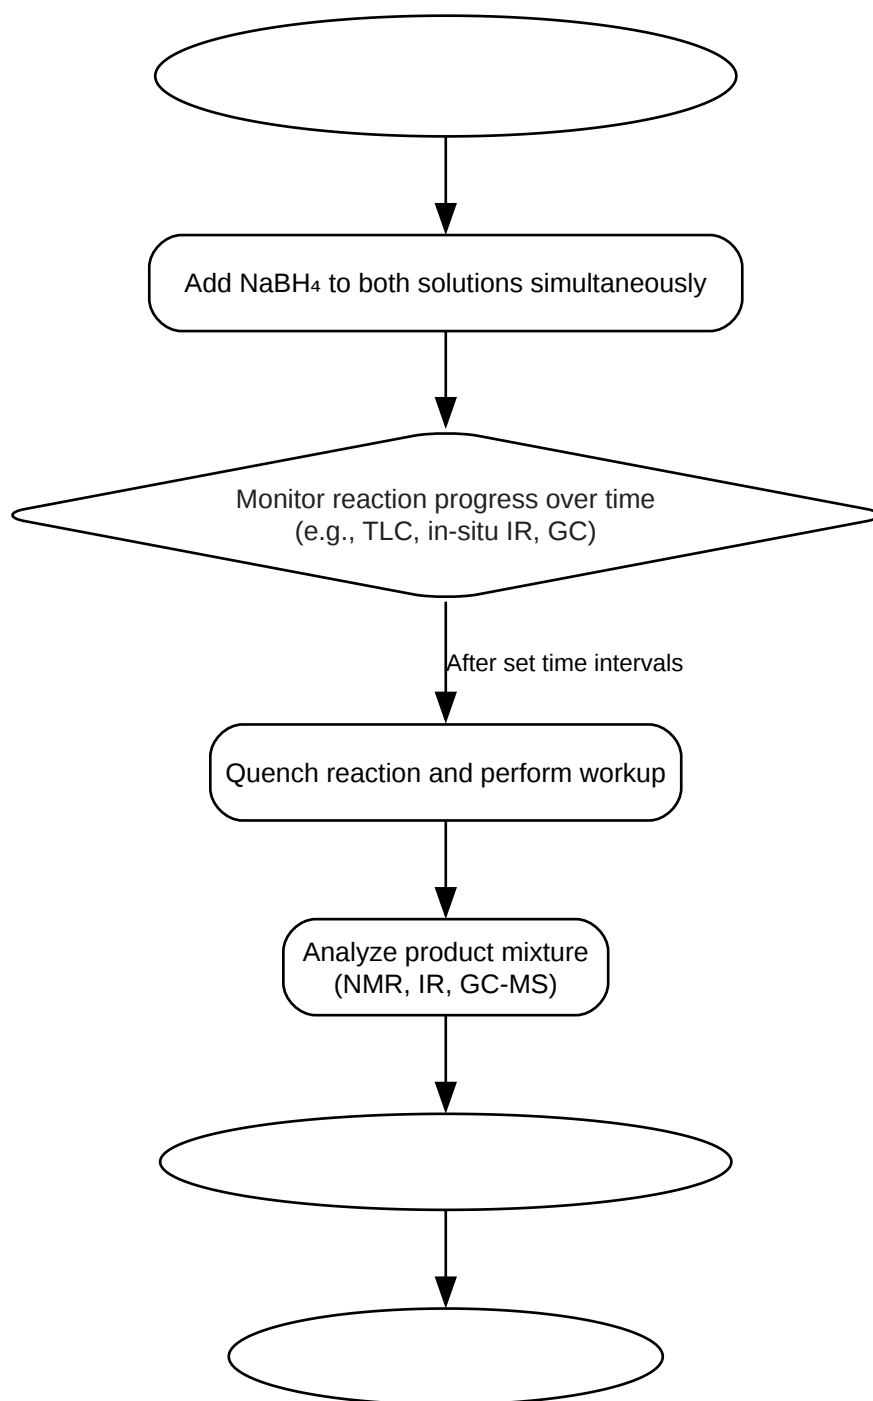 Add NaBH₄ to both solutions simultaneously
Monitor reaction progress over time
(e.g., TLC, in-situ IR, GC)
After set time intervals
Quench reaction and perform workup
Analyze product mixture
(NMR, IR, GC-MS)